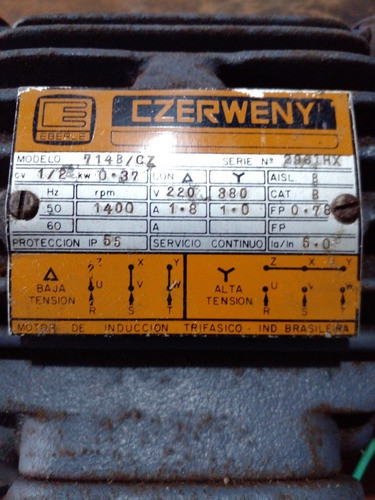 CZERWENY
EBERLE
MODELO 714B/CZ SERIE Nº
CV 1/2 KW 0.37 CON Δ Y AISL B
Hz rpm V 220 380 CAT B
50 1400 A 1.8 1.0 FP 0.78
60 A FP
PROTECCION IP 55 SERVICIO CONTINUO Ia/In 5.0
Δ Z X Y Y Z X Y
BAJA TENSION U V W ALTA TENSION U V W
R S T R S T
MOTOR DE INDUCCION TRIFASICO - IND. BRASILEIRA